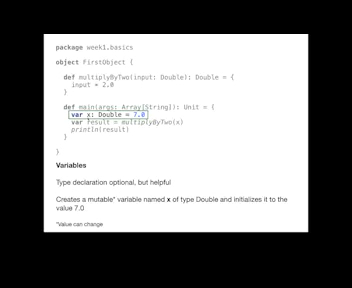 package week1.basics
object FirstObject {
def multiplyByTwo(input: Double): Double = {
input * 2.0
}
def main(args: Array[String]): Unit = {
var x: Double = 7.0
var result = multiplyByTwo(x)
println(result)
}
}
Variables
Type declaration optional, but helpful
Creates a mutable* variable named x of type Double and initializes it to the
value 7.0
*Value can change